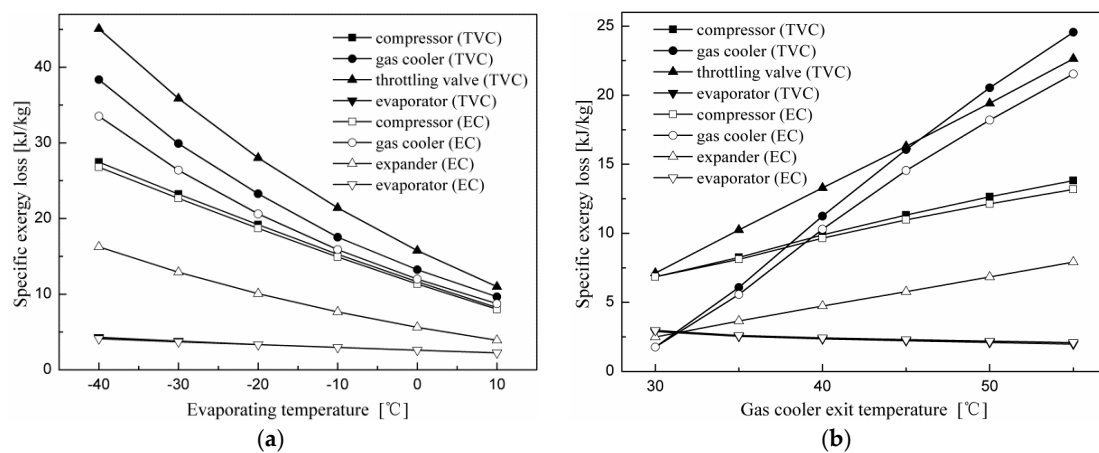 compressor (TVC)
gas cooler (TVC)
throttling valve (TVC)
evaporator (TVC)
compressor (EC)
gas cooler (EC)
expander (EC)
evaporator (EC)
Specific exergy loss [kJ/kg]
40
30
20
10
0
-40
-30
-20
-10
0
10
Evaporating temperature [℃]
(a)
compressor (TVC)
gas cooler (TVC)
throttling valve (TVC)
evaporator (TVC)
compressor (EC)
gas cooler (EC)
expander (EC)
evaporator (EC)
Specific exergy loss [kJ/kg]
25
20
15
10
5
0
30
40
50
Gas cooler exit temperature [℃]
(b)